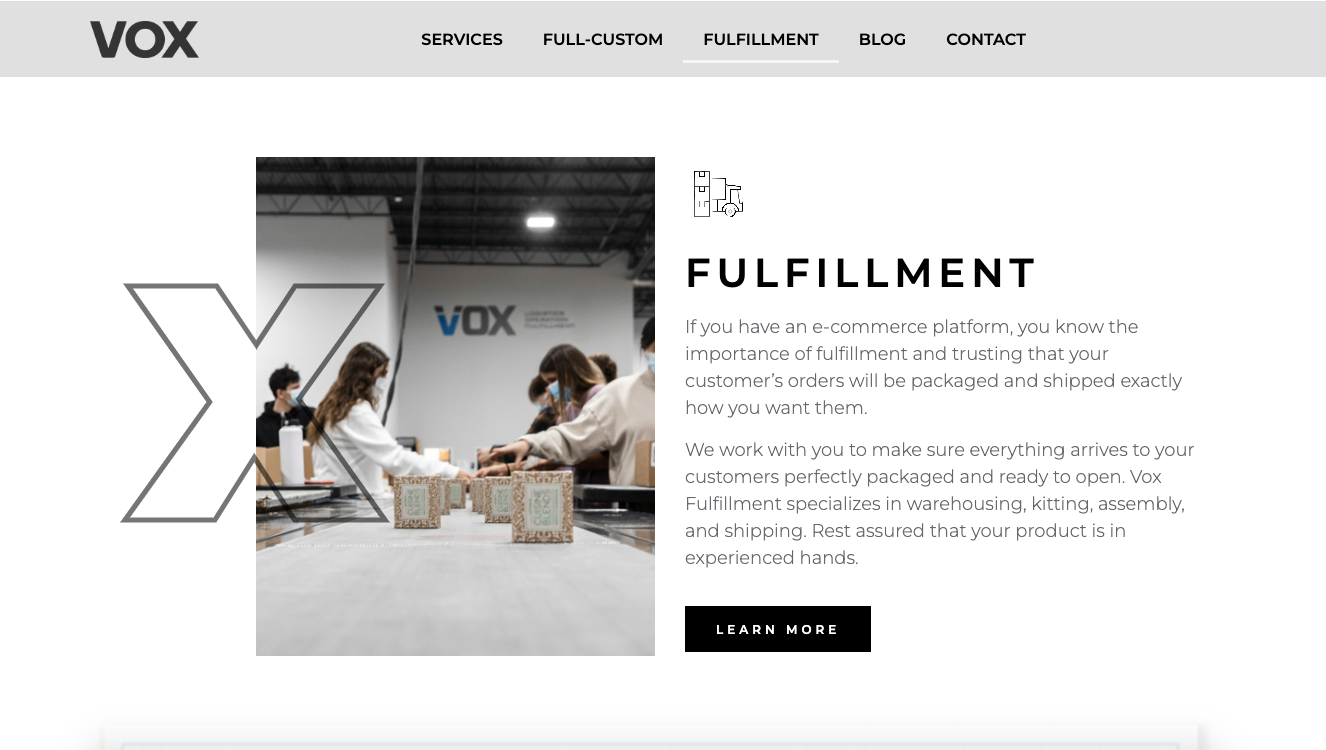 VOX
SERVICES
FULL-CUSTOM
FULFILLMENT
BLOG
CONTACT
VOX
FULFILLMENT
If you have an e-commerce platform, you know the
importance of fulfillment and trusting that your
customer’s orders will be packaged and shipped exactly
how you want them.
We work with you to make sure everything arrives to your
customers perfectly packaged and ready to open. Vox
Fulfillment specializes in warehousing, kitting, assembly,
and shipping. Rest assured that your product is in
experienced hands.
LEARN MORE